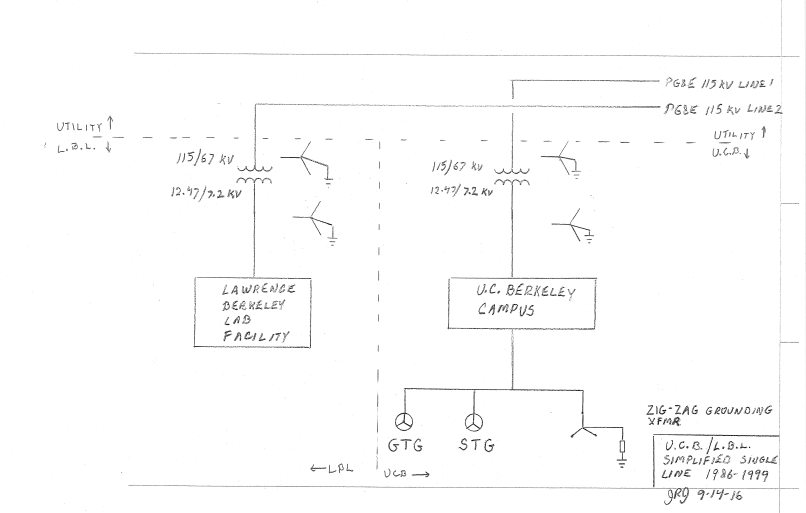 PG&E 115 KV LINE 1
PG&E 115 KV LINE 2
UTILITY ↑
L.B.L. ↓
UTILITY ↑
U.C.B. ↓
115/67 KV
12.47/7.2 KV
115/67 KV
12.47/7.2 KV
LAWRENCE
BERKELEY
LAB
FACILITY
U.C. BERKELEY
CAMPUS
GTG
STG
ZIG-ZAG GROUNDING
XFMR
←LBL
UCB→
U.C.B./L.B.L.
SIMPLIFIED SINGLE
LINE 1986-1999
JRJ 9-14-16